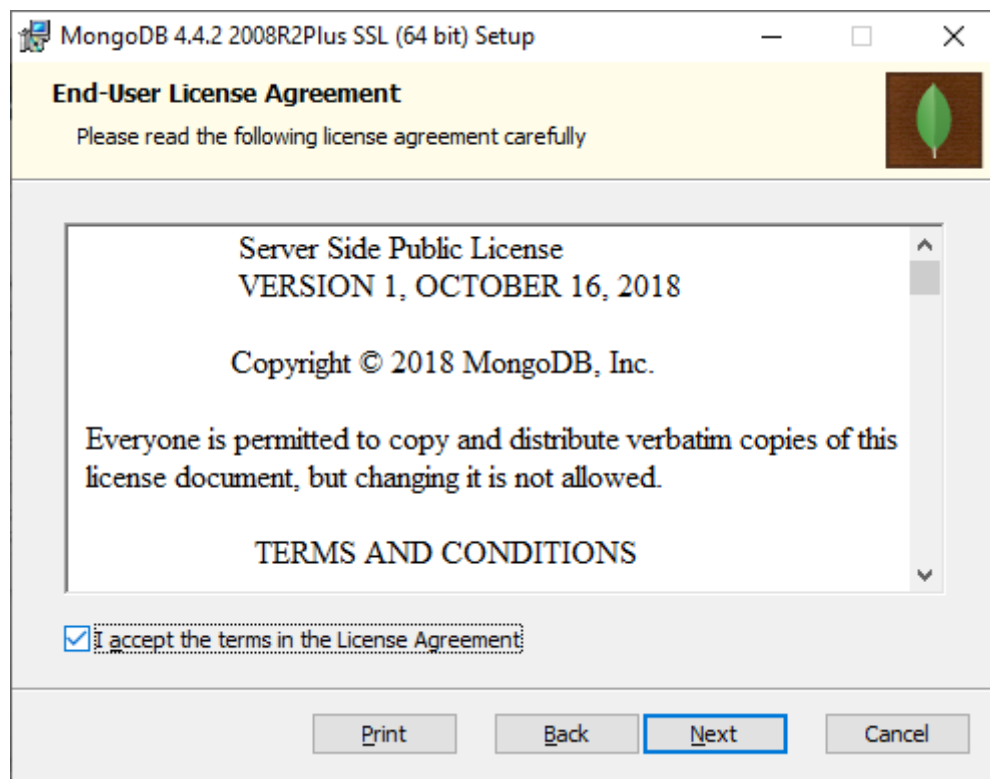 MongoDB 4.4.2 2008R2Plus SSL (64 bit) Setup
End-User License Agreement
Please read the following license agreement carefully
Server Side Public License
VERSION 1, OCTOBER 16, 2018
Copyright © 2018 MongoDB, Inc.
Everyone is permitted to copy and distribute verbatim copies of this
license document, but changing it is not allowed.
TERMS AND CONDITIONS
I accept the terms in the License Agreement
Print Back Next Cancel